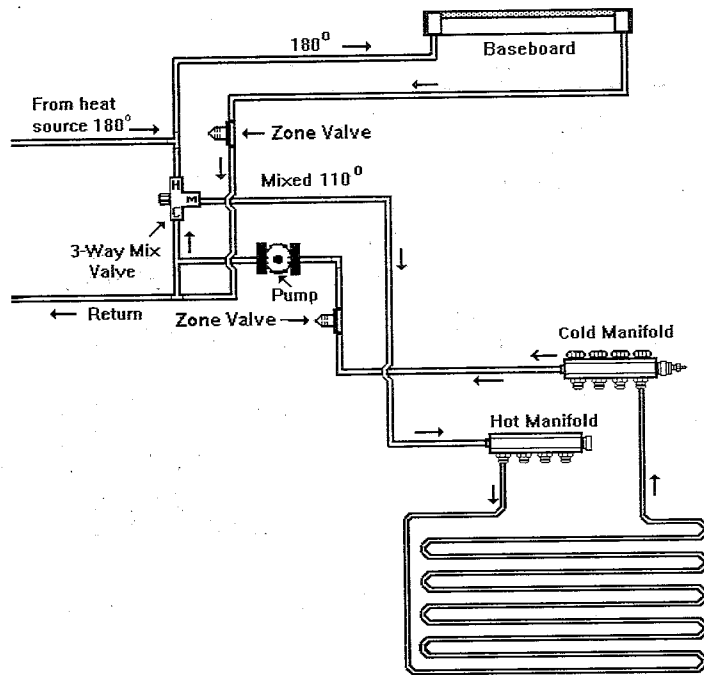 180°
Baseboard
From heat
source 180°
Zone Valve
H
M
Mixed 110°
C
3-Way Mix
Valve
Pump
Return
Zone Valve
Cold Manifold
Hot Manifold